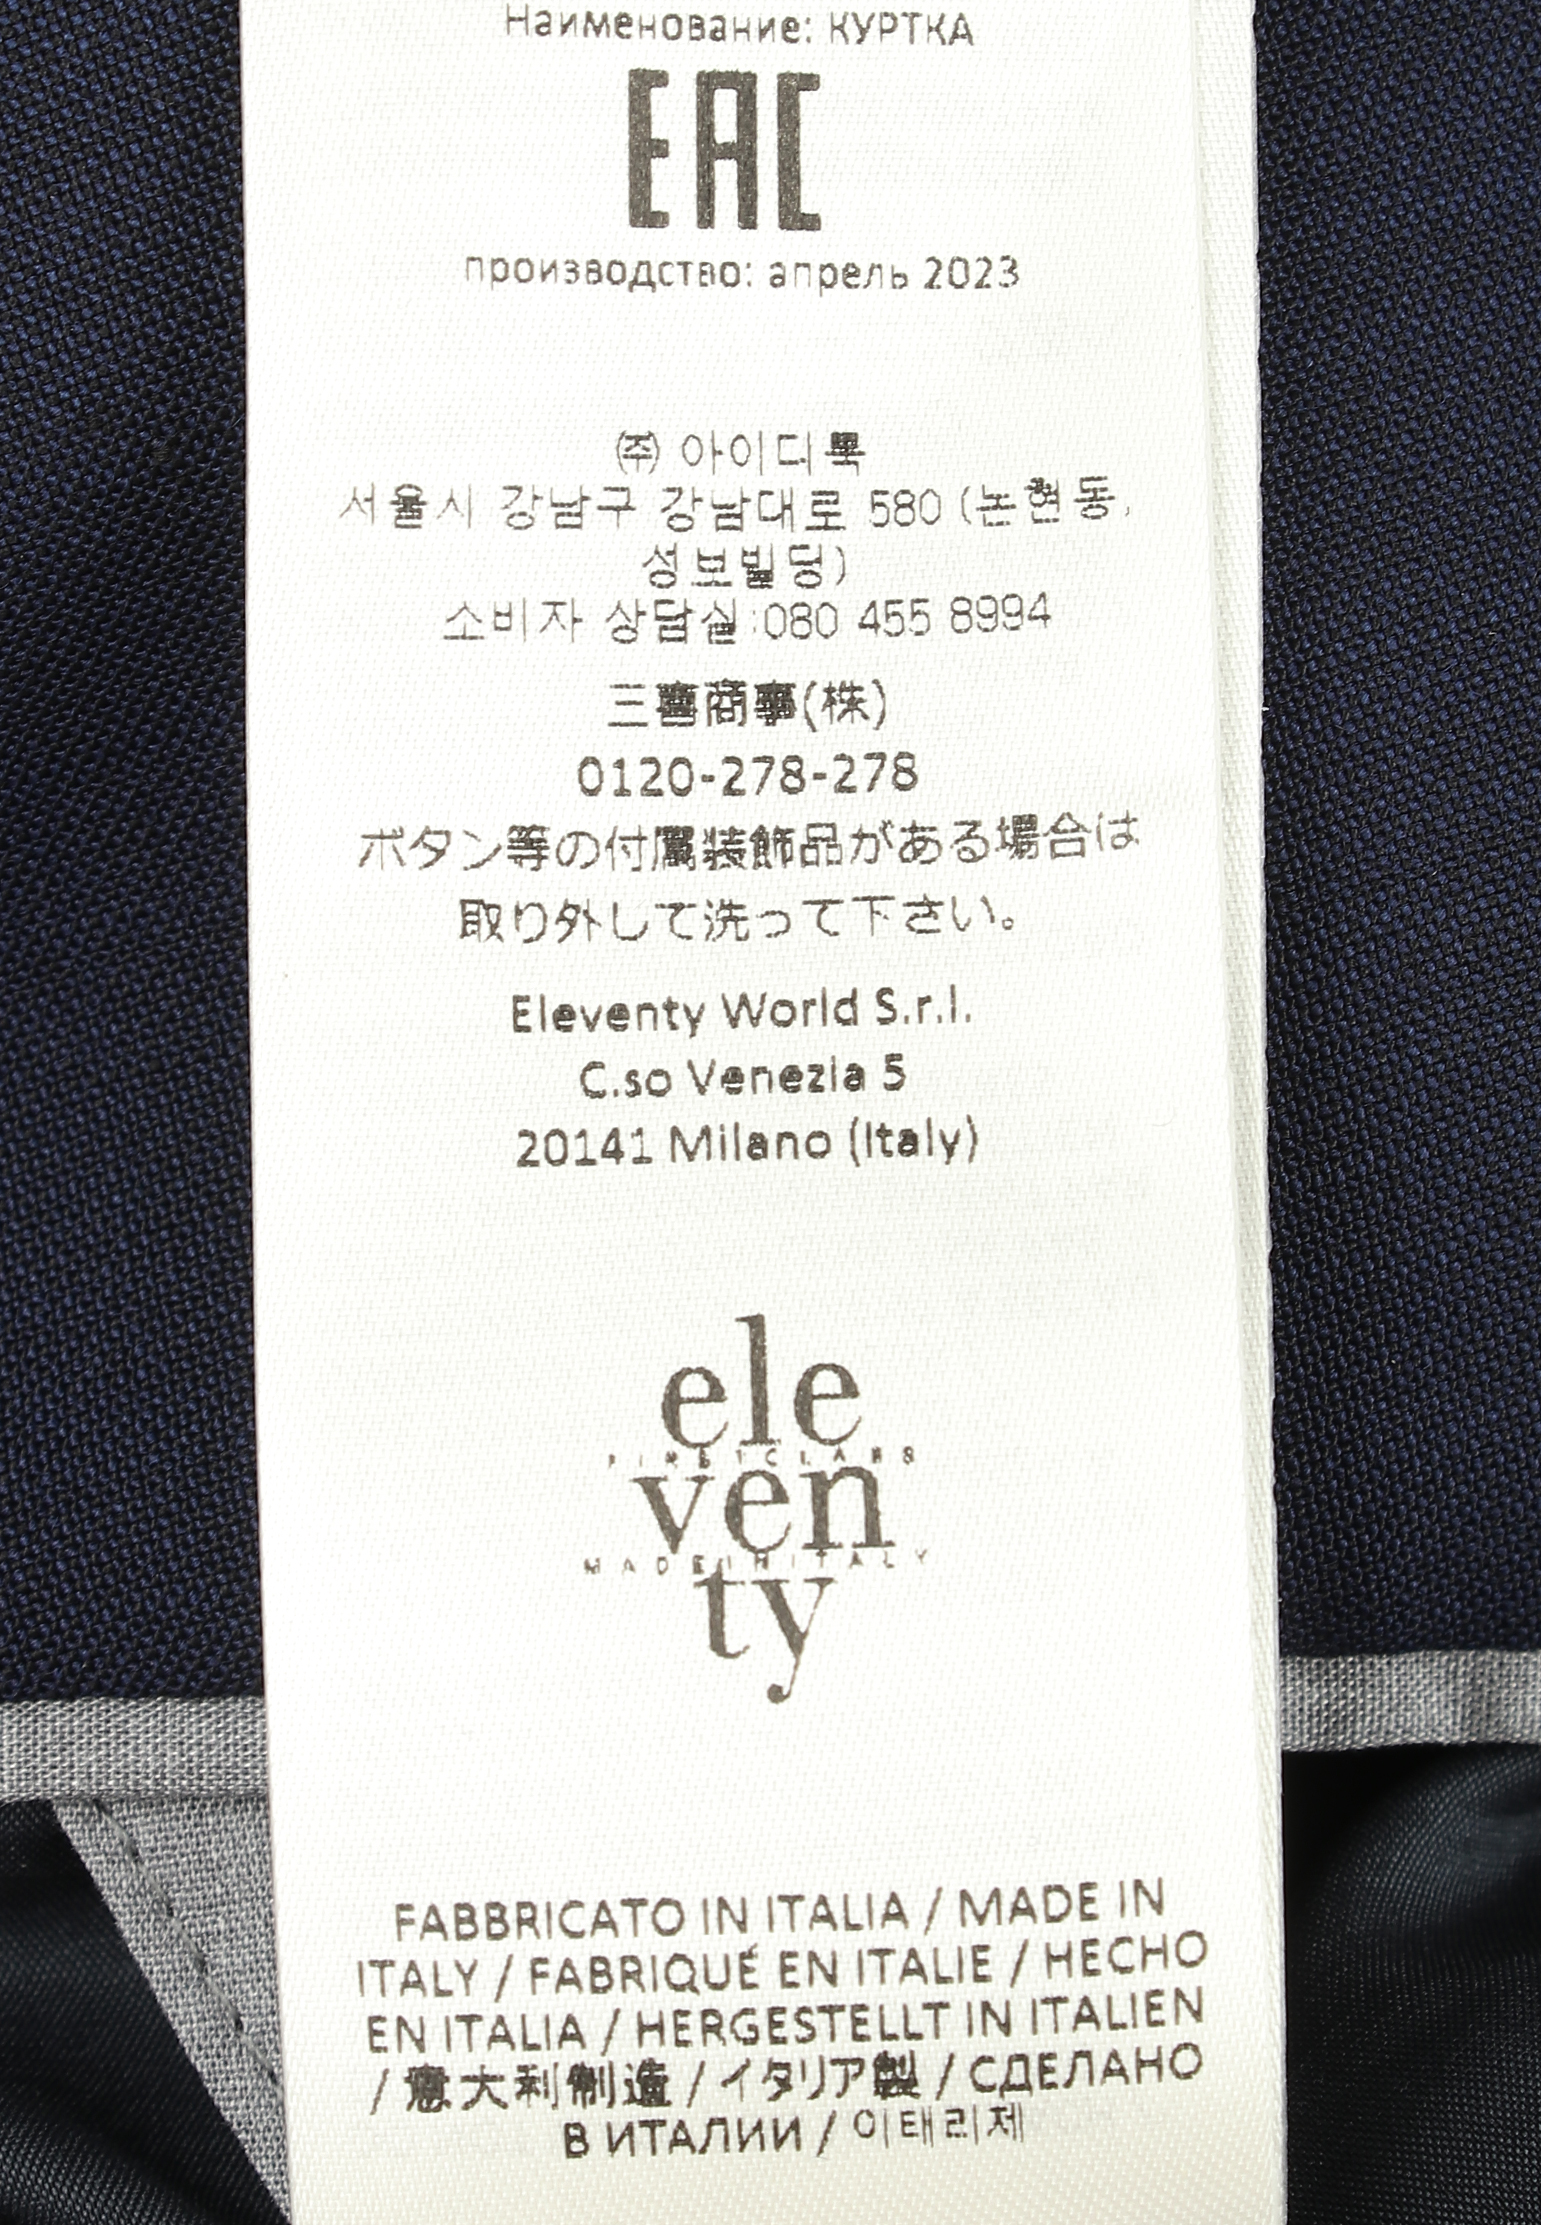 Наименование: КУРТКА
EAC
производство: апрель 2023
㈜ 아이디룩
서울시 강남구 강남대로 580 (논현동,
성보빌딩)
소비자 상담실:080 455 8994
三喜商事(株)
0120-278-278
ボタン等の付属装飾品がある場合は
取り外して洗って下さい。
Eleventy World S.r.l.
C.so Venezia 5
20141 Milano (Italy)
ele
FIRSTCLASS
ven
MADEINITALY
ty
FABBRICATO IN ITALIA / MADE IN
ITALY / FABRIQUÉ EN ITALIE / HECHO
EN ITALIA / HERGESTELLT IN ITALIEN
/ 意大利制造 / イタリア製 / СДЕЛАНО
В ИТАЛИИ / 이태리제